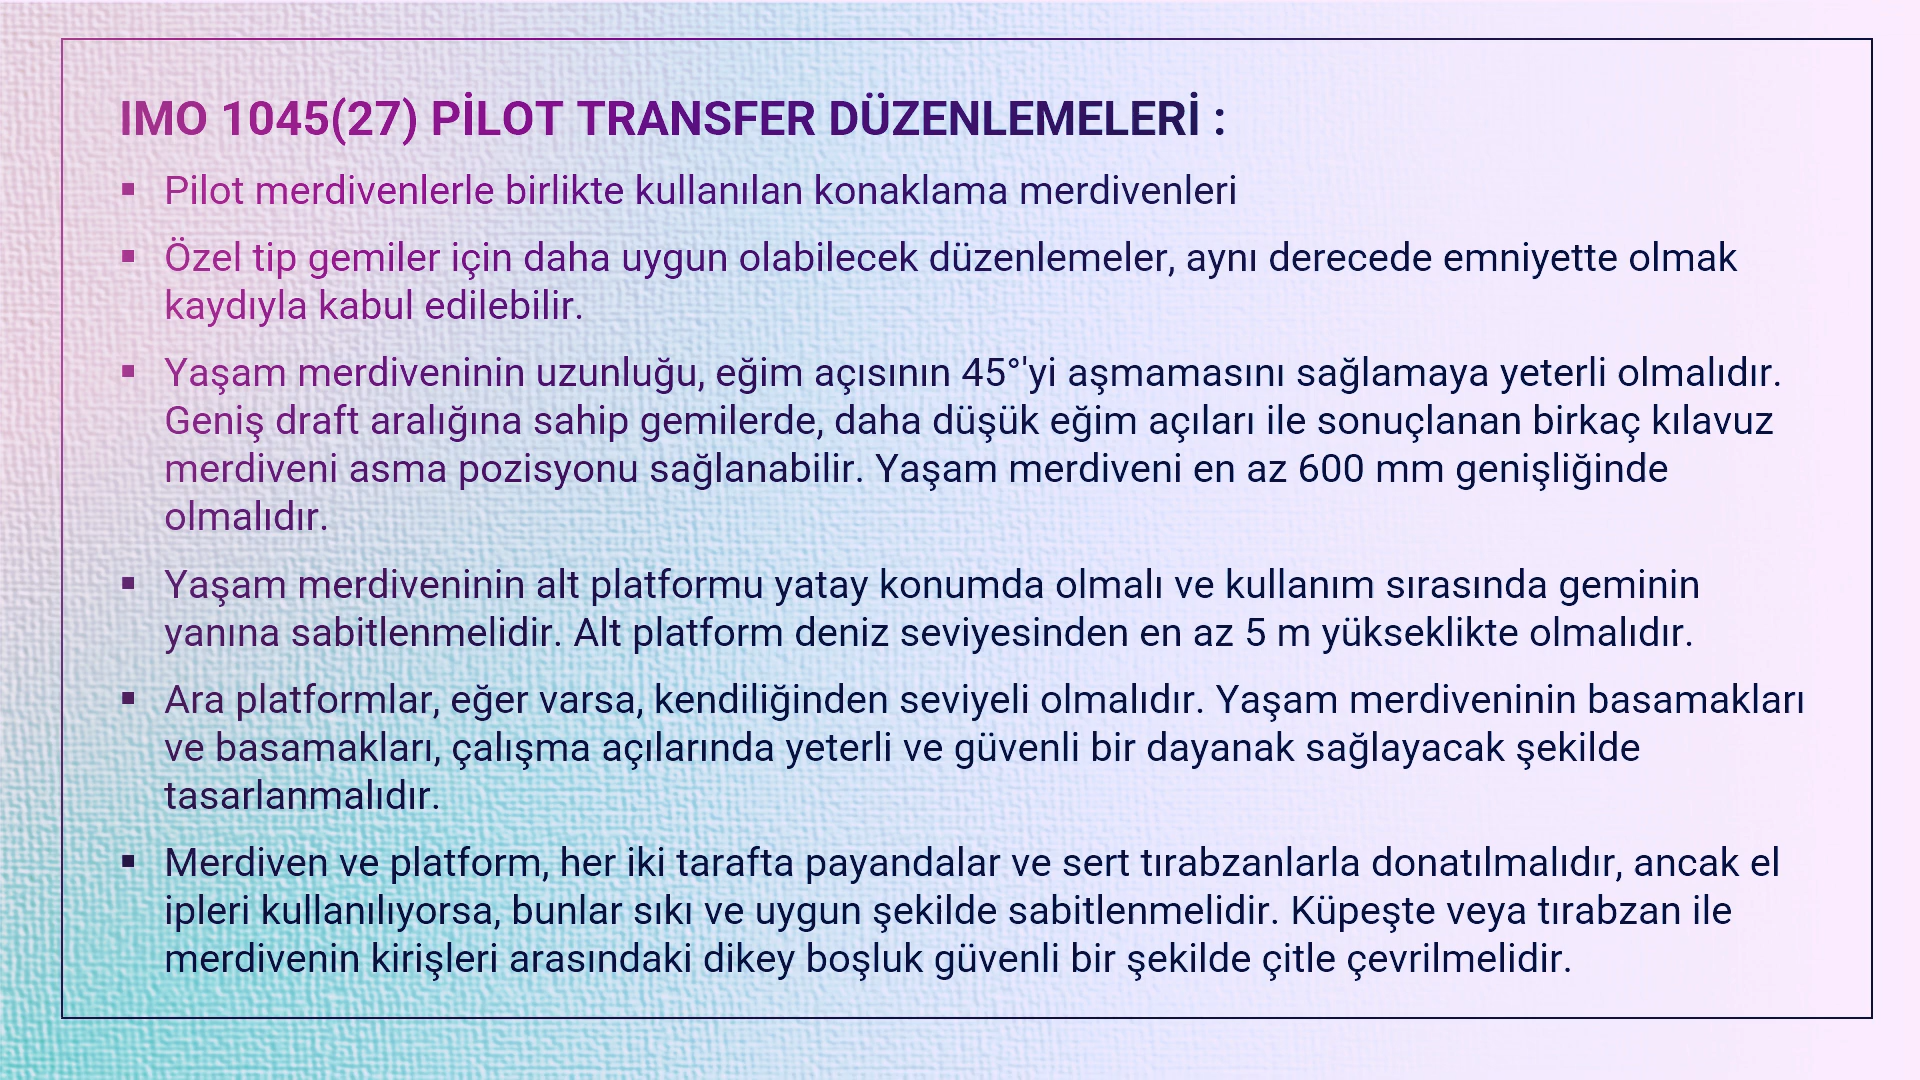 IMO 1045(27) PİLOT TRANSFER DÜZENLEMELERİ :
▪ Pilot merdivenlerle birlikte kullanılan konaklama merdivenleri
▪ Özel tip gemiler için daha uygun olabilecek düzenlemeler, aynı derecede emniyette olmak
kaydıyla kabul edilebilir.
▪ Yaşam merdiveninin uzunluğu, eğim açısının 45°'yi aşmamasını sağlamaya yeterli olmalıdır.
Geniş draft aralığına sahip gemilerde, daha düşük eğim açıları ile sonuçlanan birkaç kılavuz
merdiveni asma pozisyonu sağlanabilir. Yaşam merdiveni en az 600 mm genişliğinde
olmalıdır.
▪ Yaşam merdiveninin alt platformu yatay konumda olmalı ve kullanım sırasında geminin
yanına sabitlenmelidir. Alt platform deniz seviyesinden en az 5 m yükseklikte olmalıdır.
▪ Ara platformlar, eğer varsa, kendiliğinden seviyeli olmalıdır. Yaşam merdiveninin basamakları
ve basamakları, çalışma açılarında yeterli ve güvenli bir dayanak sağlayacak şekilde
tasarlanmalıdır.
▪ Merdiven ve platform, her iki tarafta payandalar ve sert tırabzanlarla donatılmalıdır, ancak el
ipleri kullanılıyorsa, bunlar sıkı ve uygun şekilde sabitlenmelidir. Küpeşte veya tırabzan ile
merdivenin kirişleri arasındaki dikey boşluk güvenli bir şekilde çitle çevrilmelidir.